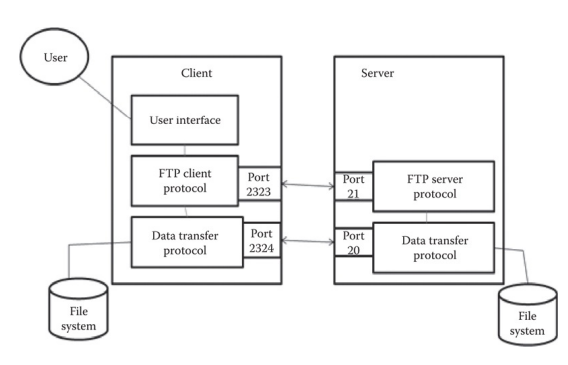 User
Client
Server
User interface
FTP client
protocol
Port
2323
Port
21
FTP server
protocol
Data transfer
protocol
Port
2324
Port
20
Data transfer
protocol
File
system
File
system